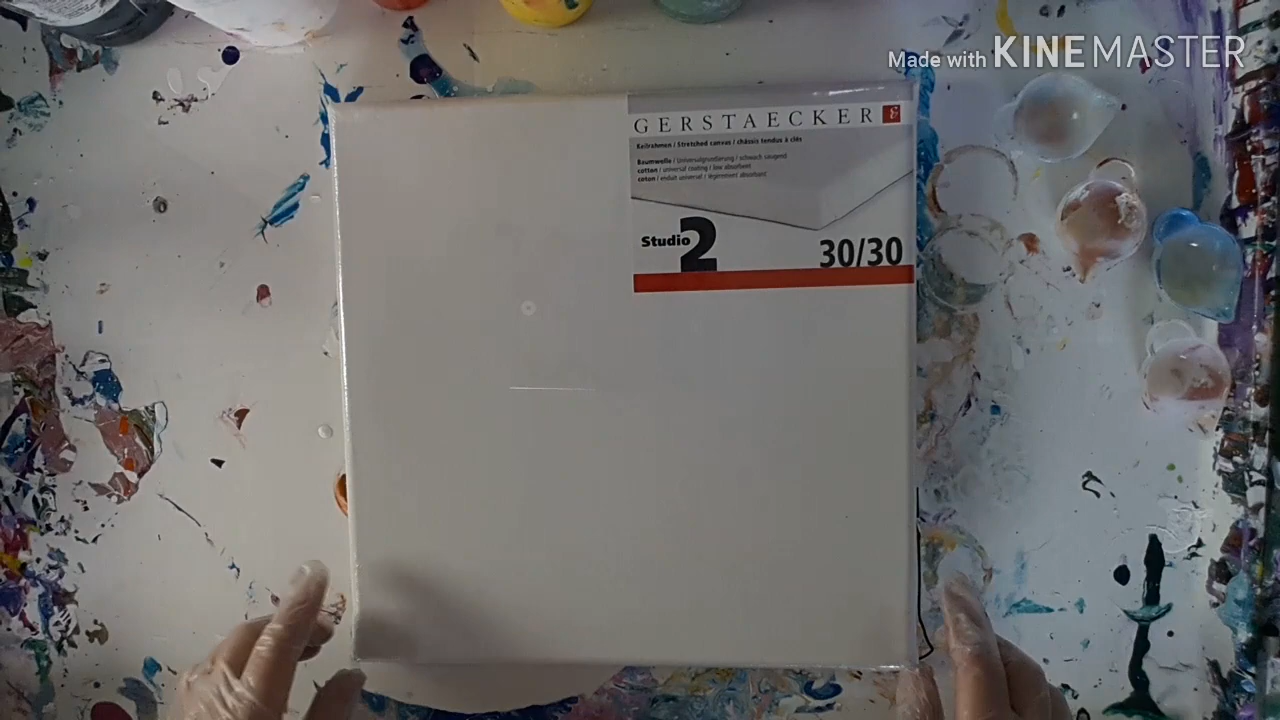 Made with KINEMASTER
GERSTAECKER
Keilrahmen / Stretched canvas / châssis tendus à clés
Baumwolle / Universalgrundierung / schwach saugend
cotton / universal coating / low absorbent
coton / enduit universel / légèrement absorbant
Studio 2
30/30